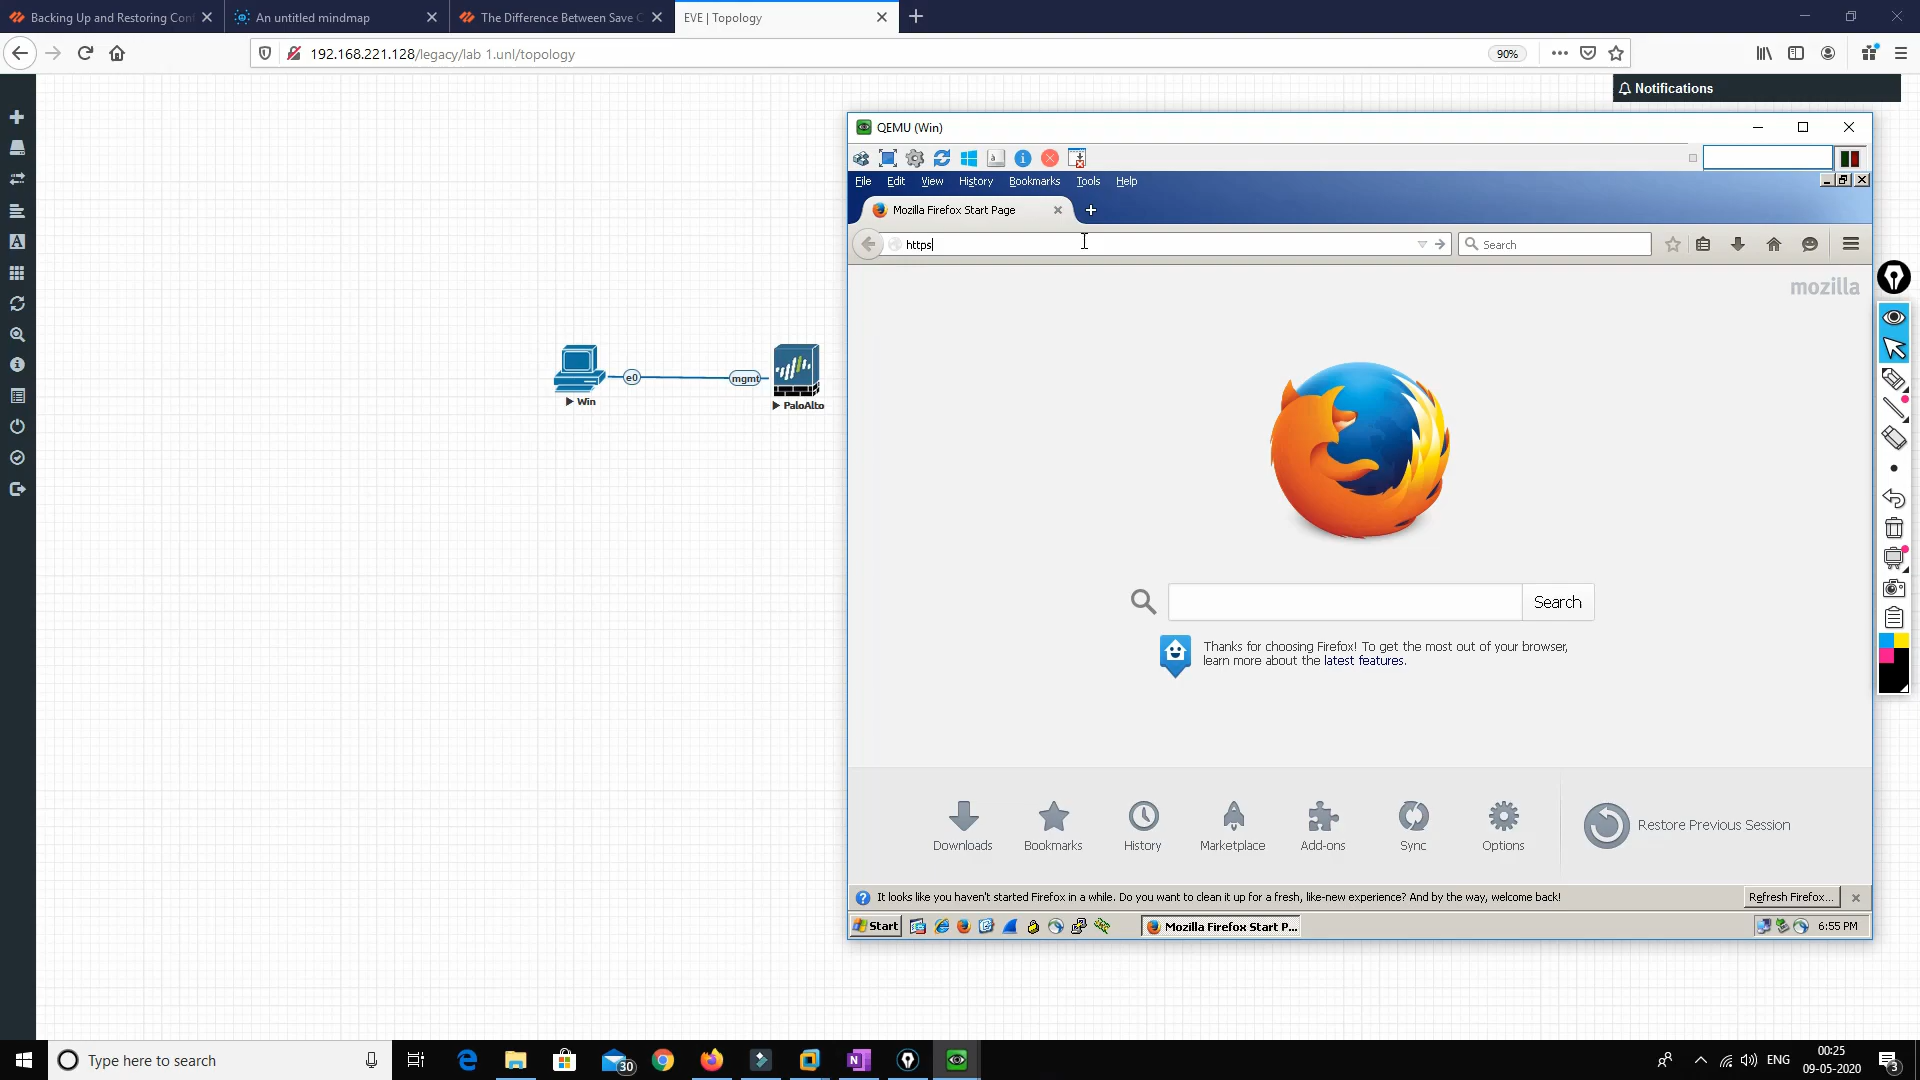 Backing Up and Restoring Con
An untitled mindmap
The Difference Between Save C
EVE | Topology
192.168.221.128/legacy/lab 1.unl/topology
90%
Notifications
QEMU (Win)
File Edit View History Bookmarks Tools Help
Mozilla Firefox Start Page
https
Search
mozilla
e0
mgmt
Win
PaloAlto
Search
Thanks for choosing Firefox! To get the most out of your browser,
learn more about the latest features.
Downloads
Bookmarks
History
Marketplace
Add-ons
Sync
Options
Restore Previous Session
It looks like you haven't started Firefox in a while. Do you want to clean it up for a fresh, like-new experience? And by the way, welcome back!
Refresh Firefox...
Start
Mozilla Firefox Start P...
6:55 PM
Type here to search
30
ENG
00:25
09-05-2020
3